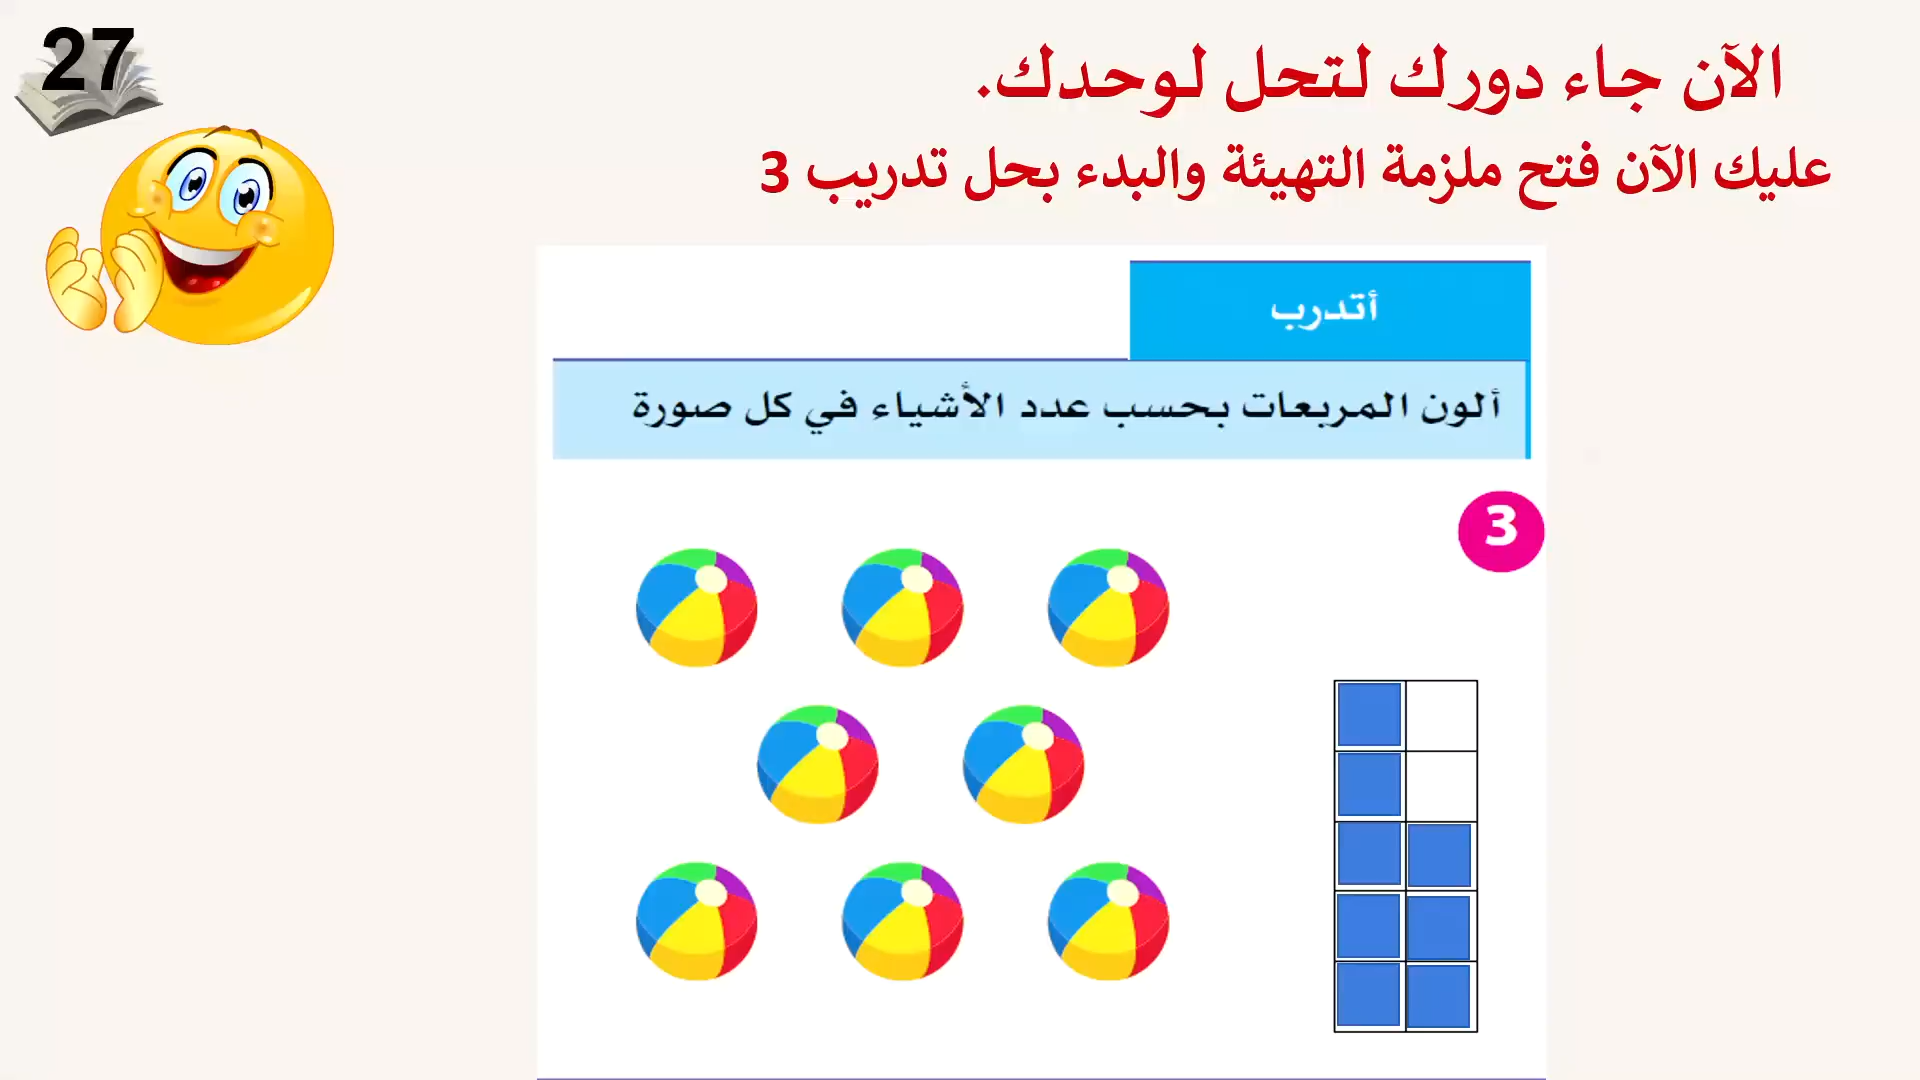 27
الآن جاء دورك لتحل لوحدك.
عليك الآن فتح ملزمة التهيئة والبدء بحل تدريب 3
أتدرب
ألون المربعات بحسب عدد الأشياء في كل صورة
3